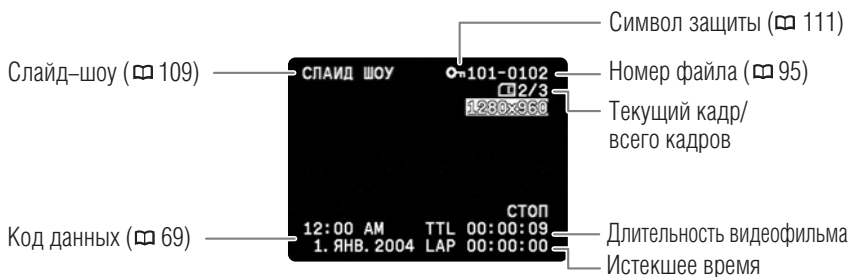 Символ защиты (111)
Слайд–шоу (109)
СЛАЙД ШОУ 101-0102
Номер файла (95)
2/3
1280x960
Текущий кадр/
всего кадров
СТОП
12:00 AM TTL 00:00:09
Длительность видеофильма
Код данных (69)
1. ЯНВ. 2004 LAP 00:00:00
Истекшее время